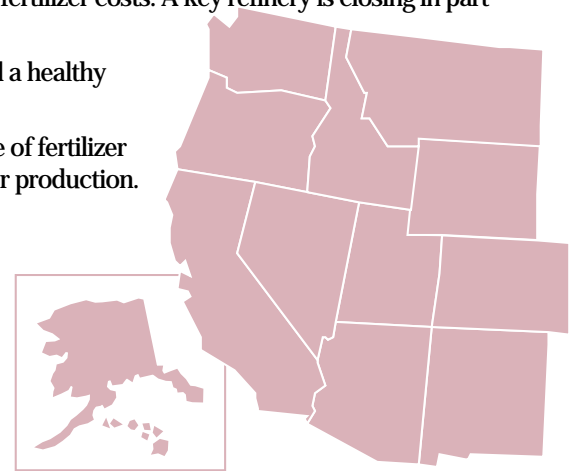 fertilizer costs. A key refinery is closing in part
a healthy
of fertilizer
production.